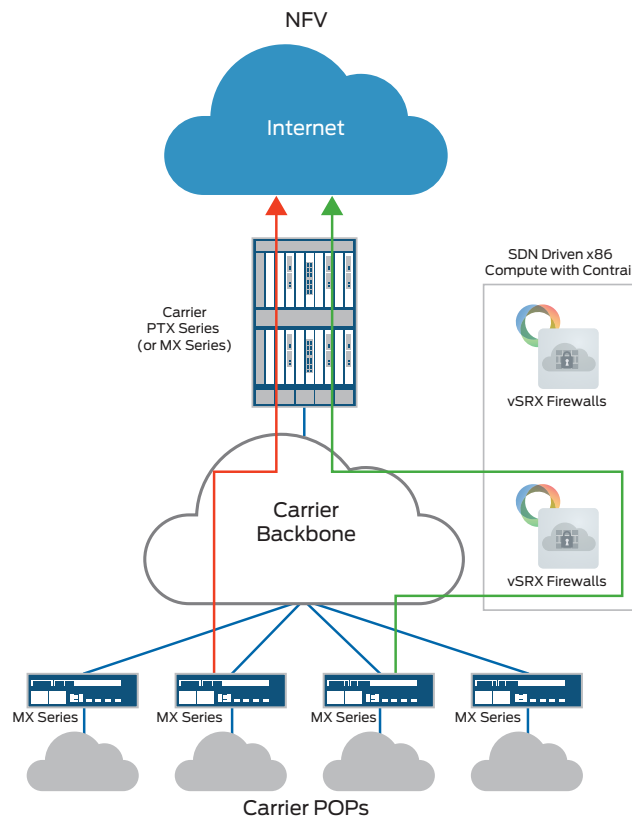 NFV
Internet
SDN Driven x86
Compute with Contrail
Carrier
PTX Series
(or MX Series)
vSRX Firewalls
Carrier
Backbone
vSRX Firewalls
MX Series
MX Series
MX Series
MX Series
Carrier POPs